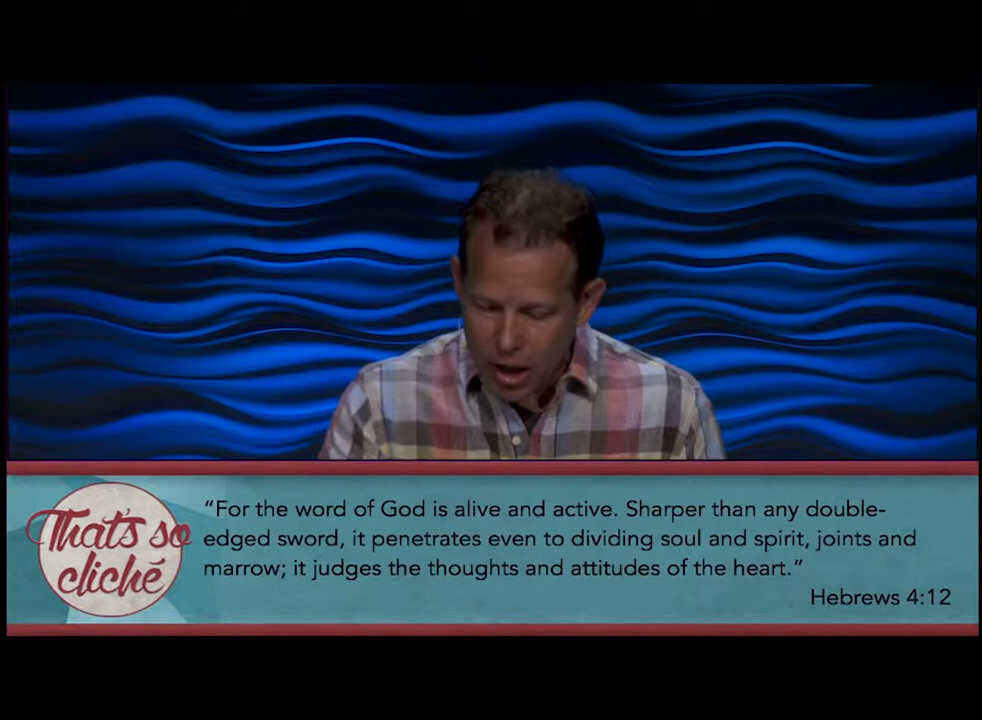 That's so
cliché
“For the word of God is alive and active. Sharper than any double-
edged sword, it penetrates even to dividing soul and spirit, joints and
marrow; it judges the thoughts and attitudes of the heart.”
Hebrews 4:12